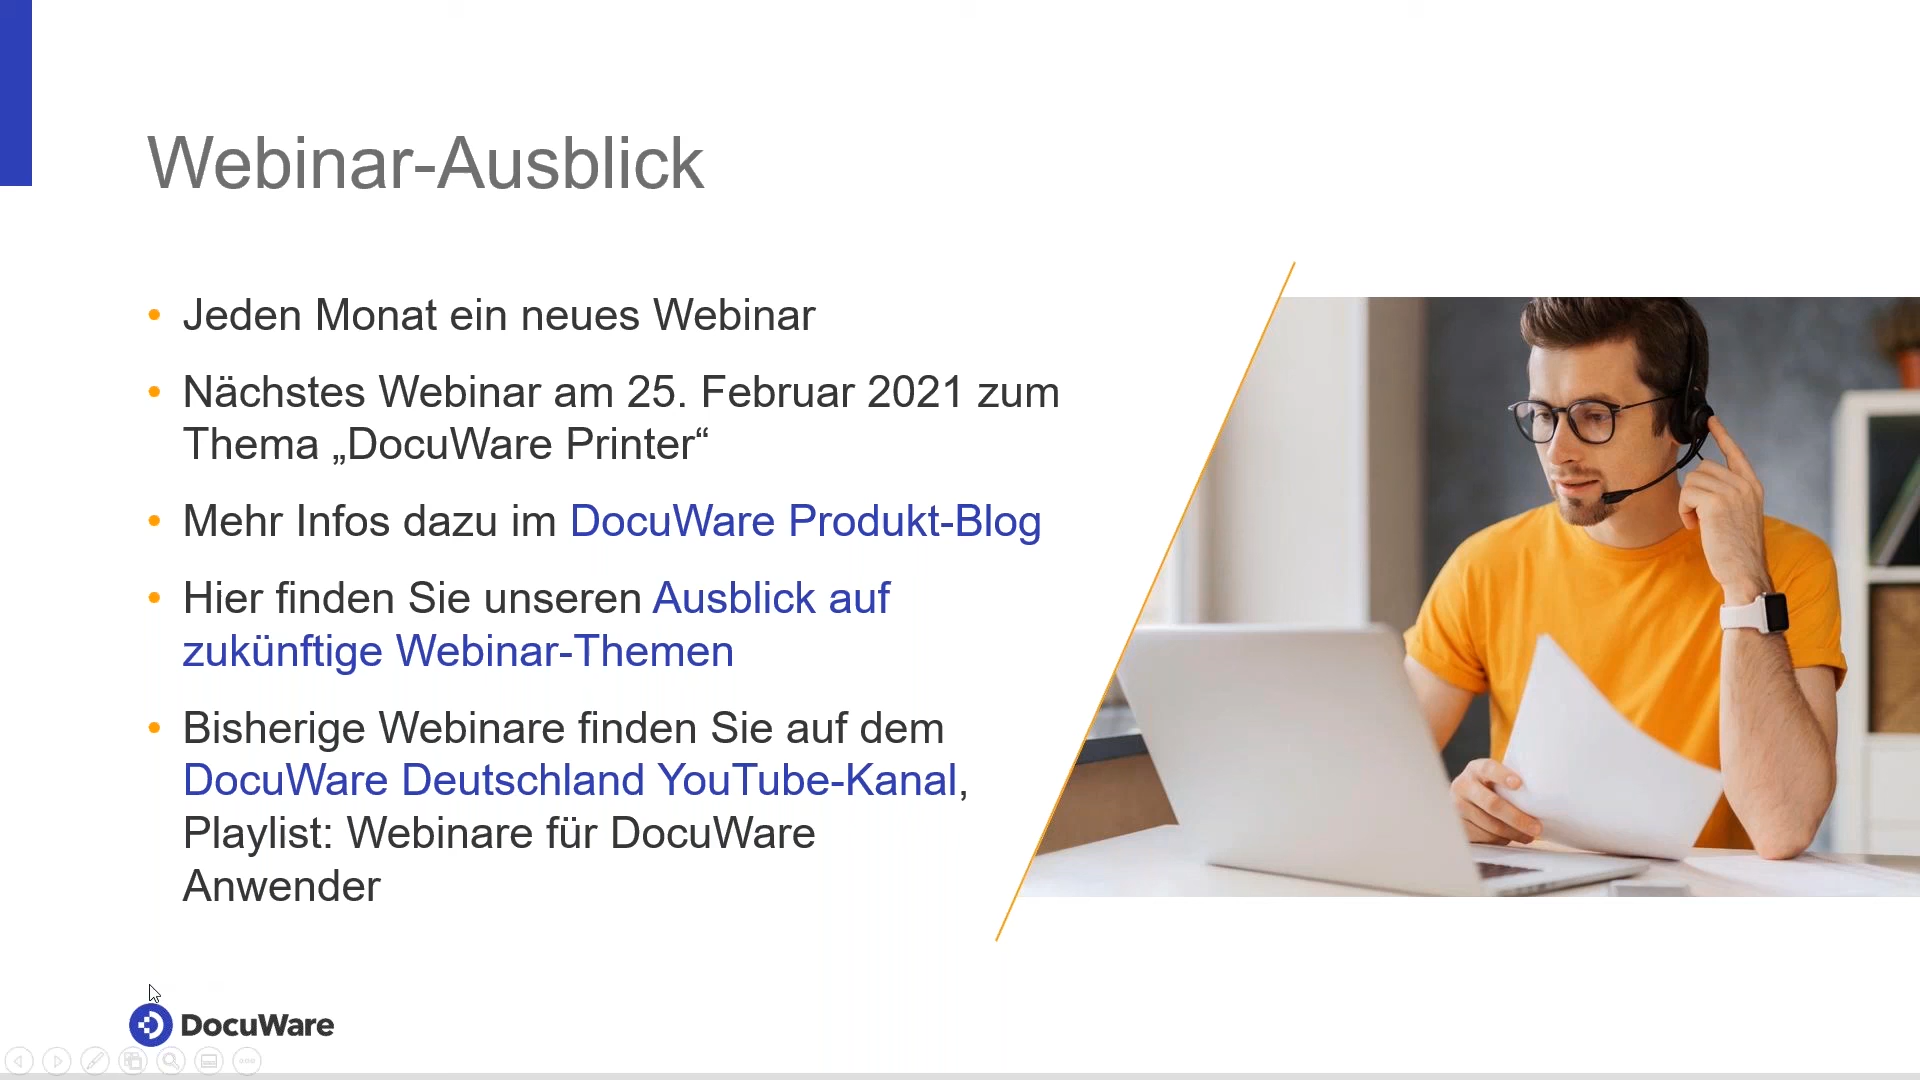 Webinar-Ausblick
• Jeden Monat ein neues Webinar
• Nächstes Webinar am 25. Februar 2021 zum
Thema „DocuWare Printer“
• Mehr Infos dazu im DocuWare Produkt-Blog
• Hier finden Sie unseren Ausblick auf
zukünftige Webinar-Themen
• Bisherige Webinare finden Sie auf dem
DocuWare Deutschland YouTube-Kanal,
Playlist: Webinare für DocuWare
Anwender
DocuWare